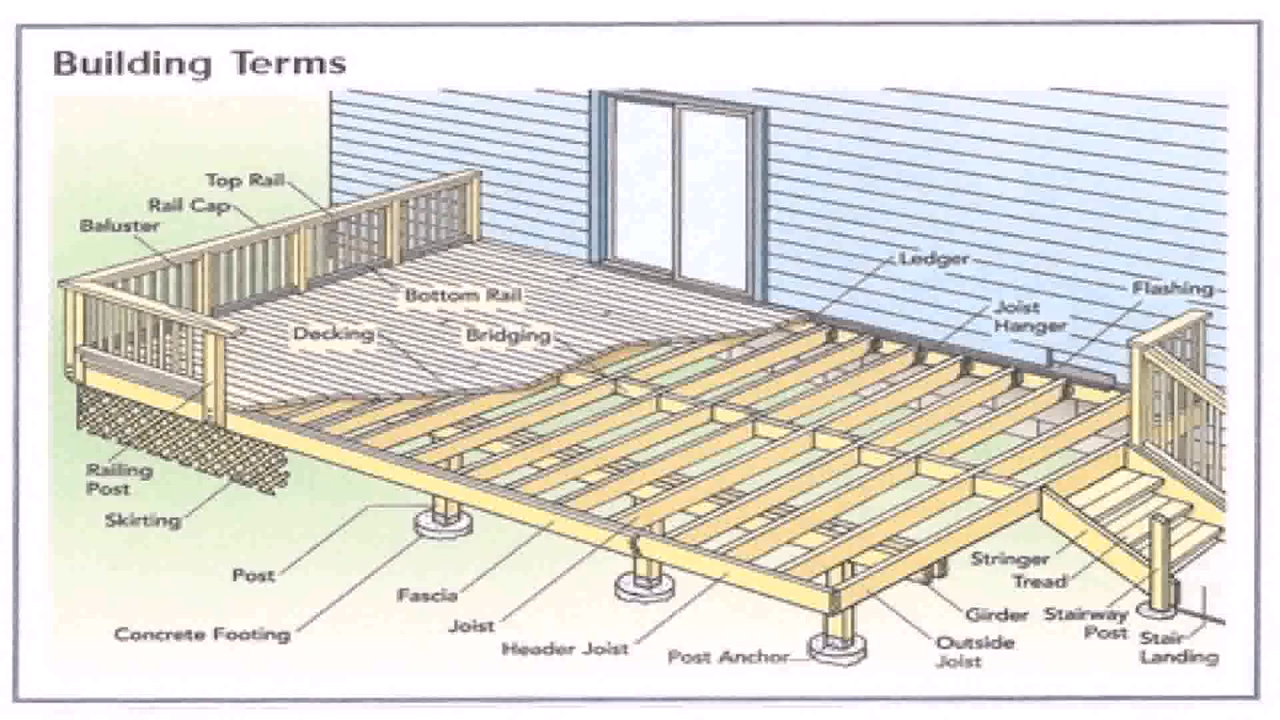 Building Terms
Top Rail
Rail Cap
Baluster
Ledger
Flashing
Bottom Rail
Joist
Hanger
Decking
Bridging
Railing
Post
Skirting
Post
Fascia
Concrete Footing
Joist
Header Joist
Post Anchor
Stringer
Tread
Girder
Stairway
Post
Outside
Joist
Stair
Landing